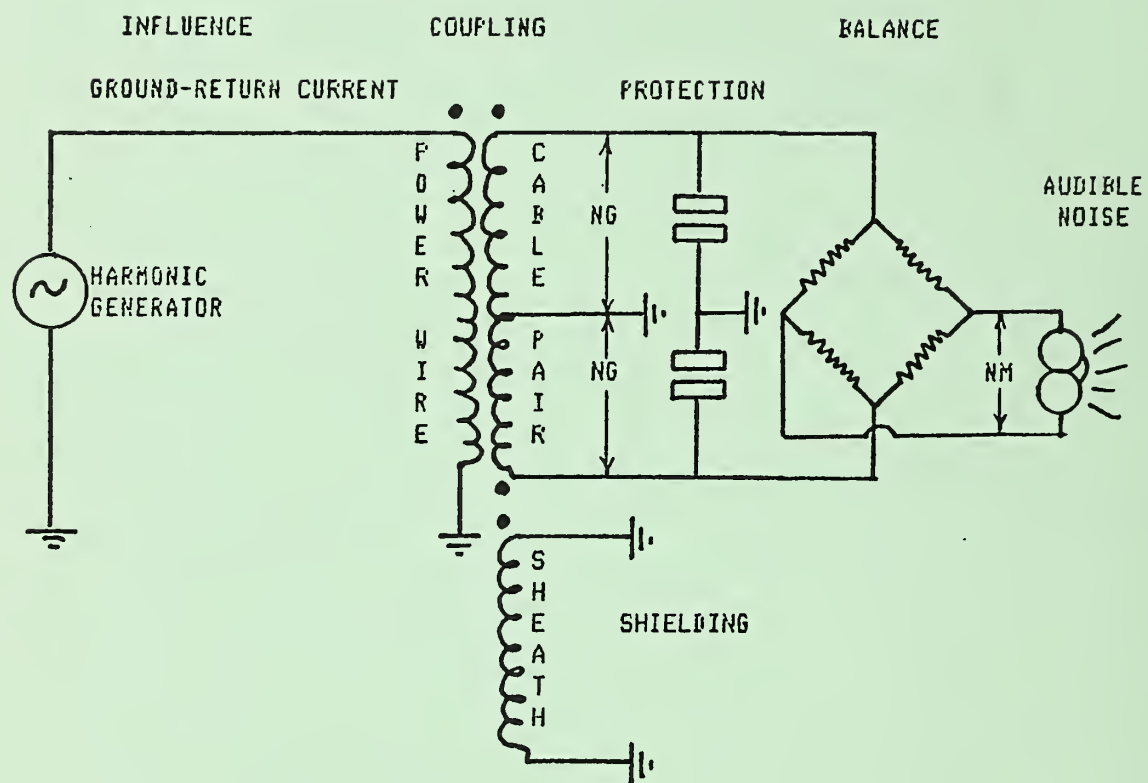 INFLUENCE
COUPLING
BALANCE
GROUND-RETURN CURRENT
PROTECTION
POWER WIRE
CABLE PAIR
NG
AUDIBLE
NOISE
HARMONIC
GENERATOR
NG
NM
SHEATH
SHIELDING